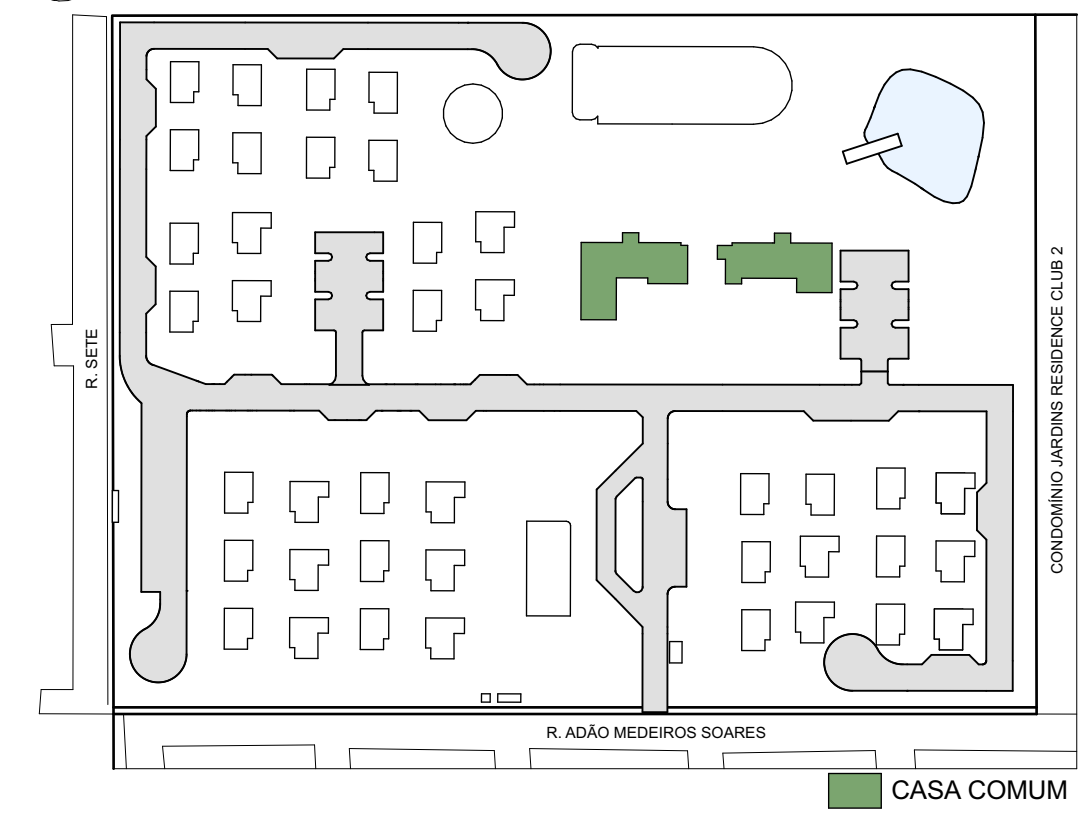 R. SETE
CONDOMÍNIO JARDINS RESIDENCE CLUB 2
R. ADÃO MEDEIROS SOARES
CASA COMUM